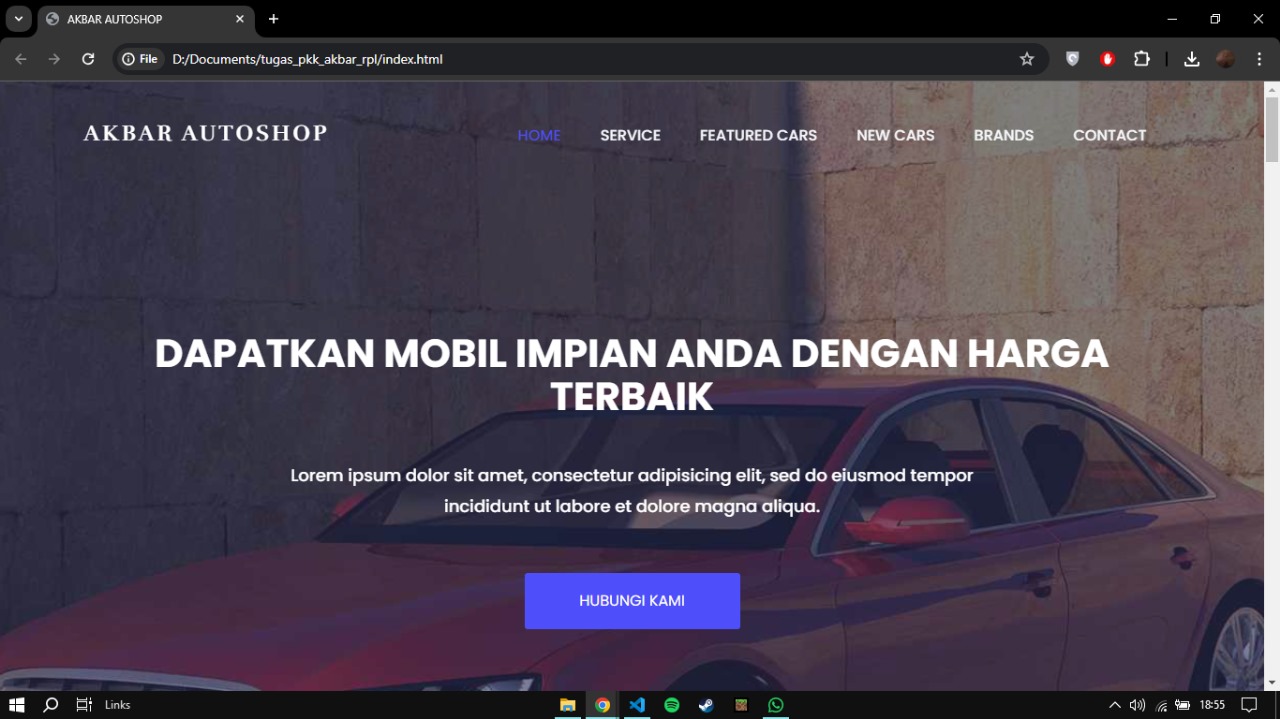 AKBAR AUTOSHOP
File D:/Documents/tugas_pkk_akbar_rpl/index.html
AKBAR AUTOSHOP
HOME SERVICE FEATURED CARS NEW CARS BRANDS CONTACT
DAPATKAN MOBIL IMPIAN ANDA DENGAN HARGA
TERBAIK
Lorem ipsum dolor sit amet, consectetur adipisicing elit, sed do eiusmod tempor
incididunt ut labore et dolore magna aliqua.
HUBUNGI KAMI
Links 18:55